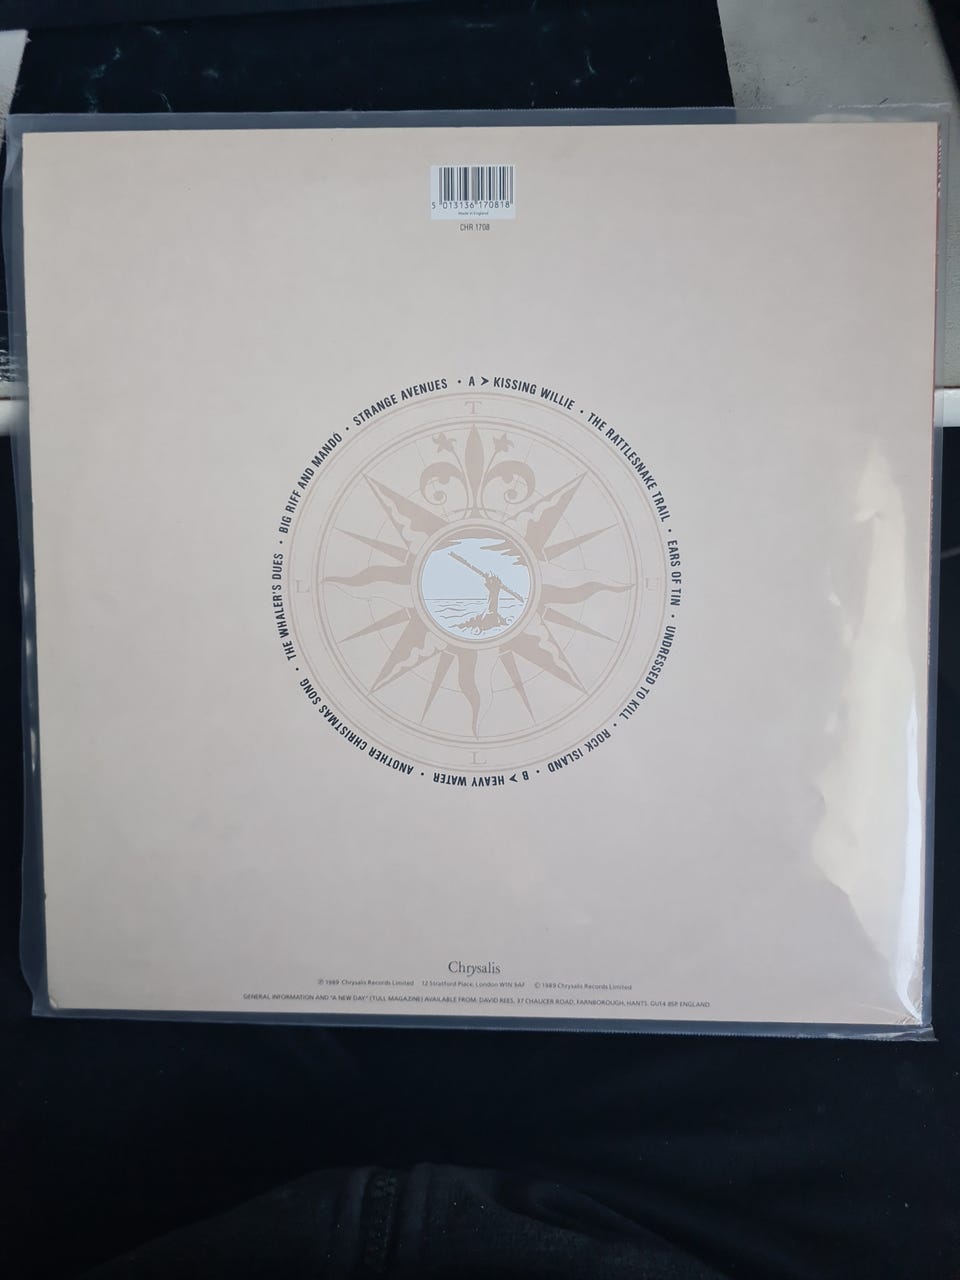 5 013136 170818
Made in England
CHR 1708
A > KISSING WILLIE • THE RATTLESNAKE TRAIL • EARS OF TIN • UNDRESSED TO KILL • ROCK ISLAND • B > HEAVY WATER • ANOTHER CHRISTMAS SONG • THE WHALER'S DUES • BIG RIFF AND MANDO • STRANGE AVENUES •
T
U
L
L
Chrysalis
℗ 1989 Chrysalis Records Limited 12 Stratford Place, London W1N 9AF © 1989 Chrysalis Records Limited
GENERAL INFORMATION AND "A NEW DAY" (TULL MAGAZINE) AVAILABLE FROM: DAVID REES, 37 CHAUCER ROAD, FARNBOROUGH, HANTS. GU14 8SP. ENGLAND.